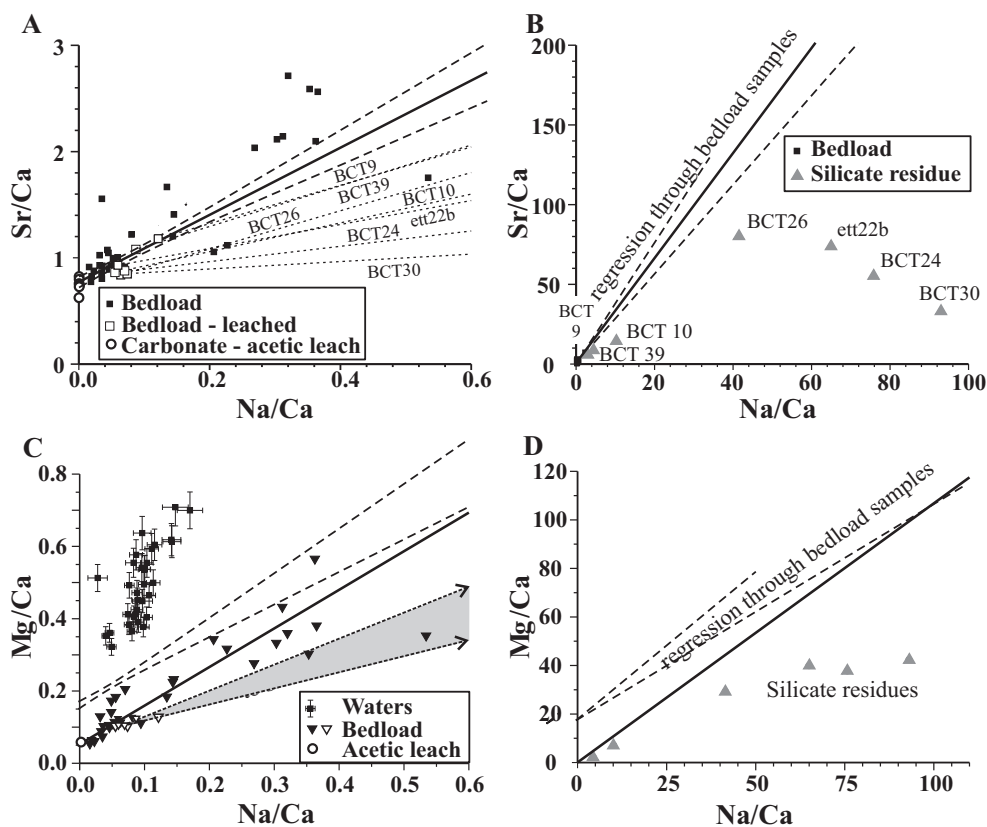 A
3
2
1
0
Sr/Ca
BCT9
BCT39
BCT26
BCT10
ett22b
BCT24
BCT30
Bedload
Bedload - leached
Carbonate - acetic leach
0.0 0.2 0.4 0.6
Na/Ca
B
200
150
100
50
0
Sr/Ca
regression through bedload samples
Bedload
Silicate residue
BCT26
ett22b
BCT24
BCT30
BCT
9
BCT 10
BCT 39
0 20 40 60 80 100
Na/Ca
C
0.8
0.6
0.4
0.2
0.0
Mg/Ca
Waters
Bedload
Acetic leach
0.0 0.1 0.2 0.3 0.4 0.5 0.6
Na/Ca
D
120
100
80
60
40
20
0
Mg/Ca
regression through bedload samples
Silicate residues
0 50 75 100
Na/Ca